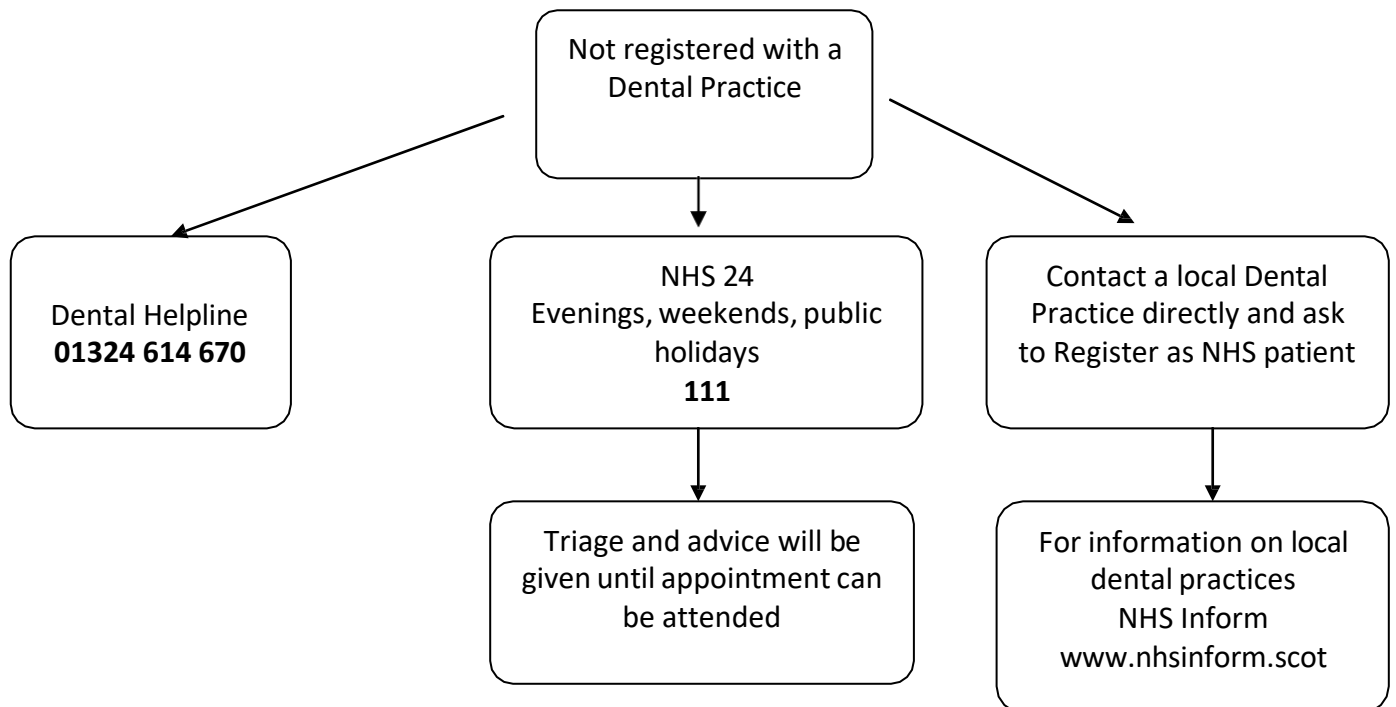 Not registered with a
Dental Practice
Dental Helpline
01324 614 670
NHS 24
Evenings, weekends, public
holidays
111
Contact a local Dental
Practice directly and ask
to Register as NHS patient
Triage and advice will be
given until appointment can
be attended
For information on local
dental practices
NHS Inform
www.nhsinform.scot